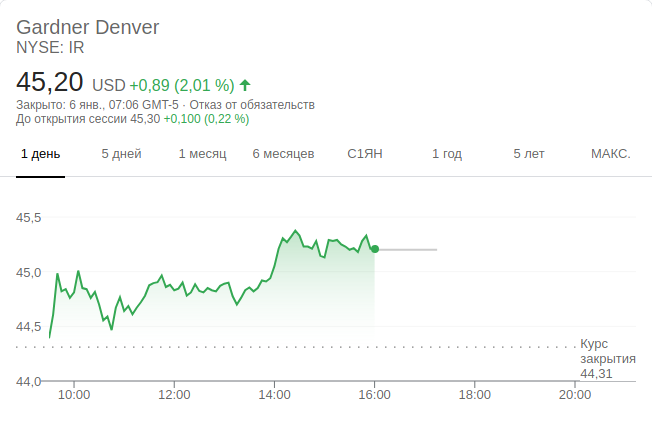 Gardner Denver
NYSE: IR
45,20 USD +0,89 (2,01 %) ↑
Закрыто: 6 янв., 07:06 GMT-5 · Отказ от обязательств
До открытия сессии 45,30 +0,100 (0,22 %)
1 день 5 дней 1 месяц 6 месяцев С1ЯН 1 год 5 лет МАКС.
45,5
45,0
44,5
Курс
закрытия
44,31
44,0
10:00 12:00 14:00 16:00 18:00 20:00